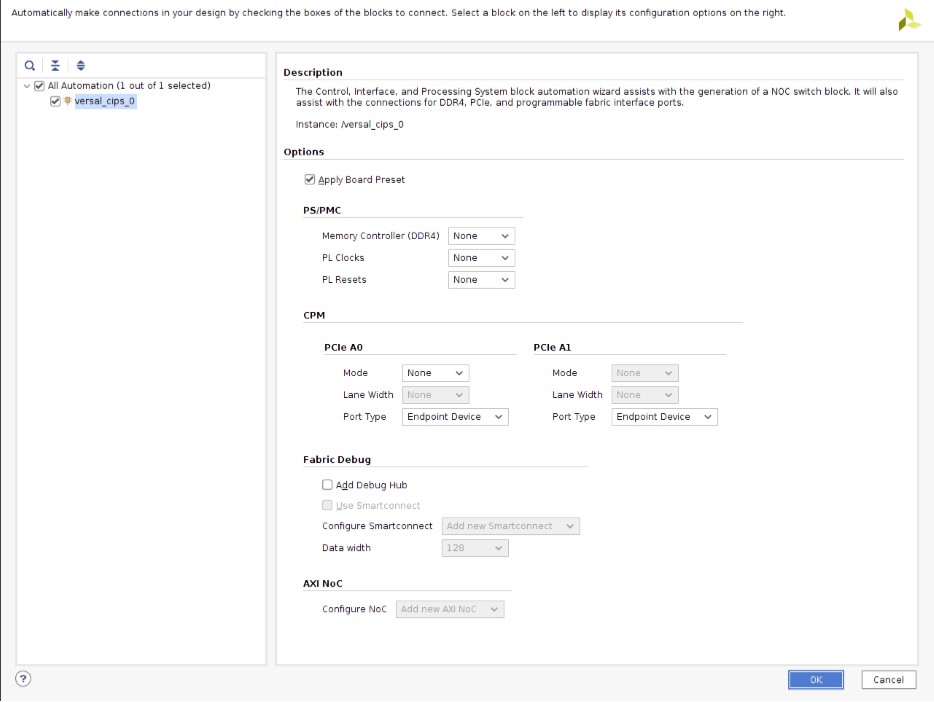 Automatically make connections in your design by checking the boxes of the blocks to connect. Select a block on the left to display its configuration options on the right.
All Automation (1 out of 1 selected)
versal_cips_0
Description
The Control, Interface, and Processing System block automation wizard assists with the generation of a NOC switch block. It will also
assist with the connections for DDR4, PCIe, and programmable fabric interface ports.
Instance: /versal_cips_0
Options
Apply Board Preset
PS/PMC
Memory Controller (DDR4) None
PL Clocks None
PL Resets None
CPM
PCIe A0 PCIe A1
Mode None Mode None
Lane Width None Lane Width None
Port Type Endpoint Device Port Type Endpoint Device
Fabric Debug
Add Debug Hub
Use Smartconnect
Configure Smartconnect Add new Smartconnect
Data width 128
AXI NoC
Configure NoC Add new AXI NoC
? OK Cancel